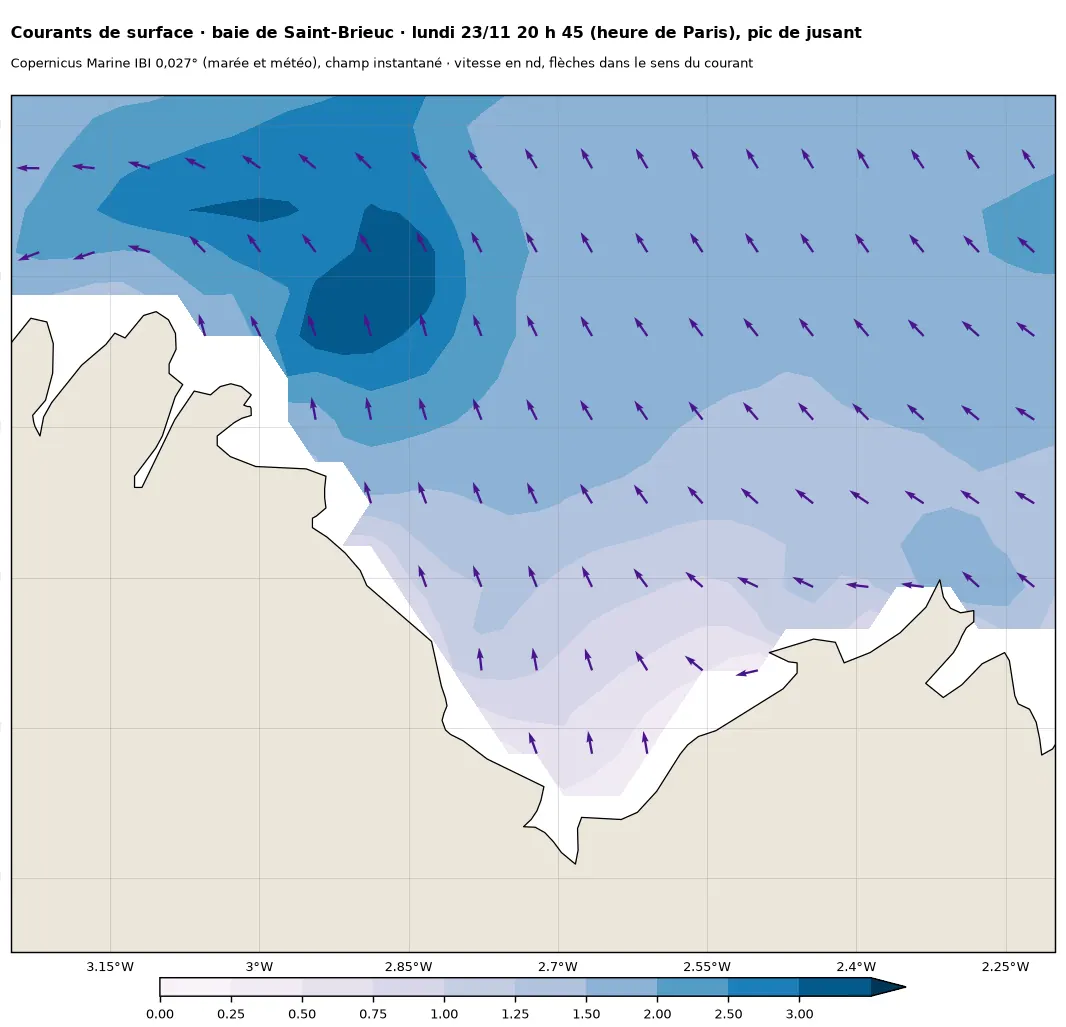 Courants de surface · baie de Saint-Brieuc · lundi 23/11 20 h 45 (heure de Paris), pic de jusant
Copernicus Marine IBI 0,027° (marée et météo), champ instantané · vitesse en nd, flèches dans le sens du courant
3.15°W 3°W 2.85°W 2.7°W 2.55°W 2.4°W 2.25°W
0.00 0.25 0.50 0.75 1.00 1.25 1.50 2.00 2.50 3.00